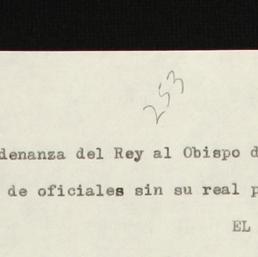 253
denanza del Rey al Obispo d
de oficiales sin su real p
EL